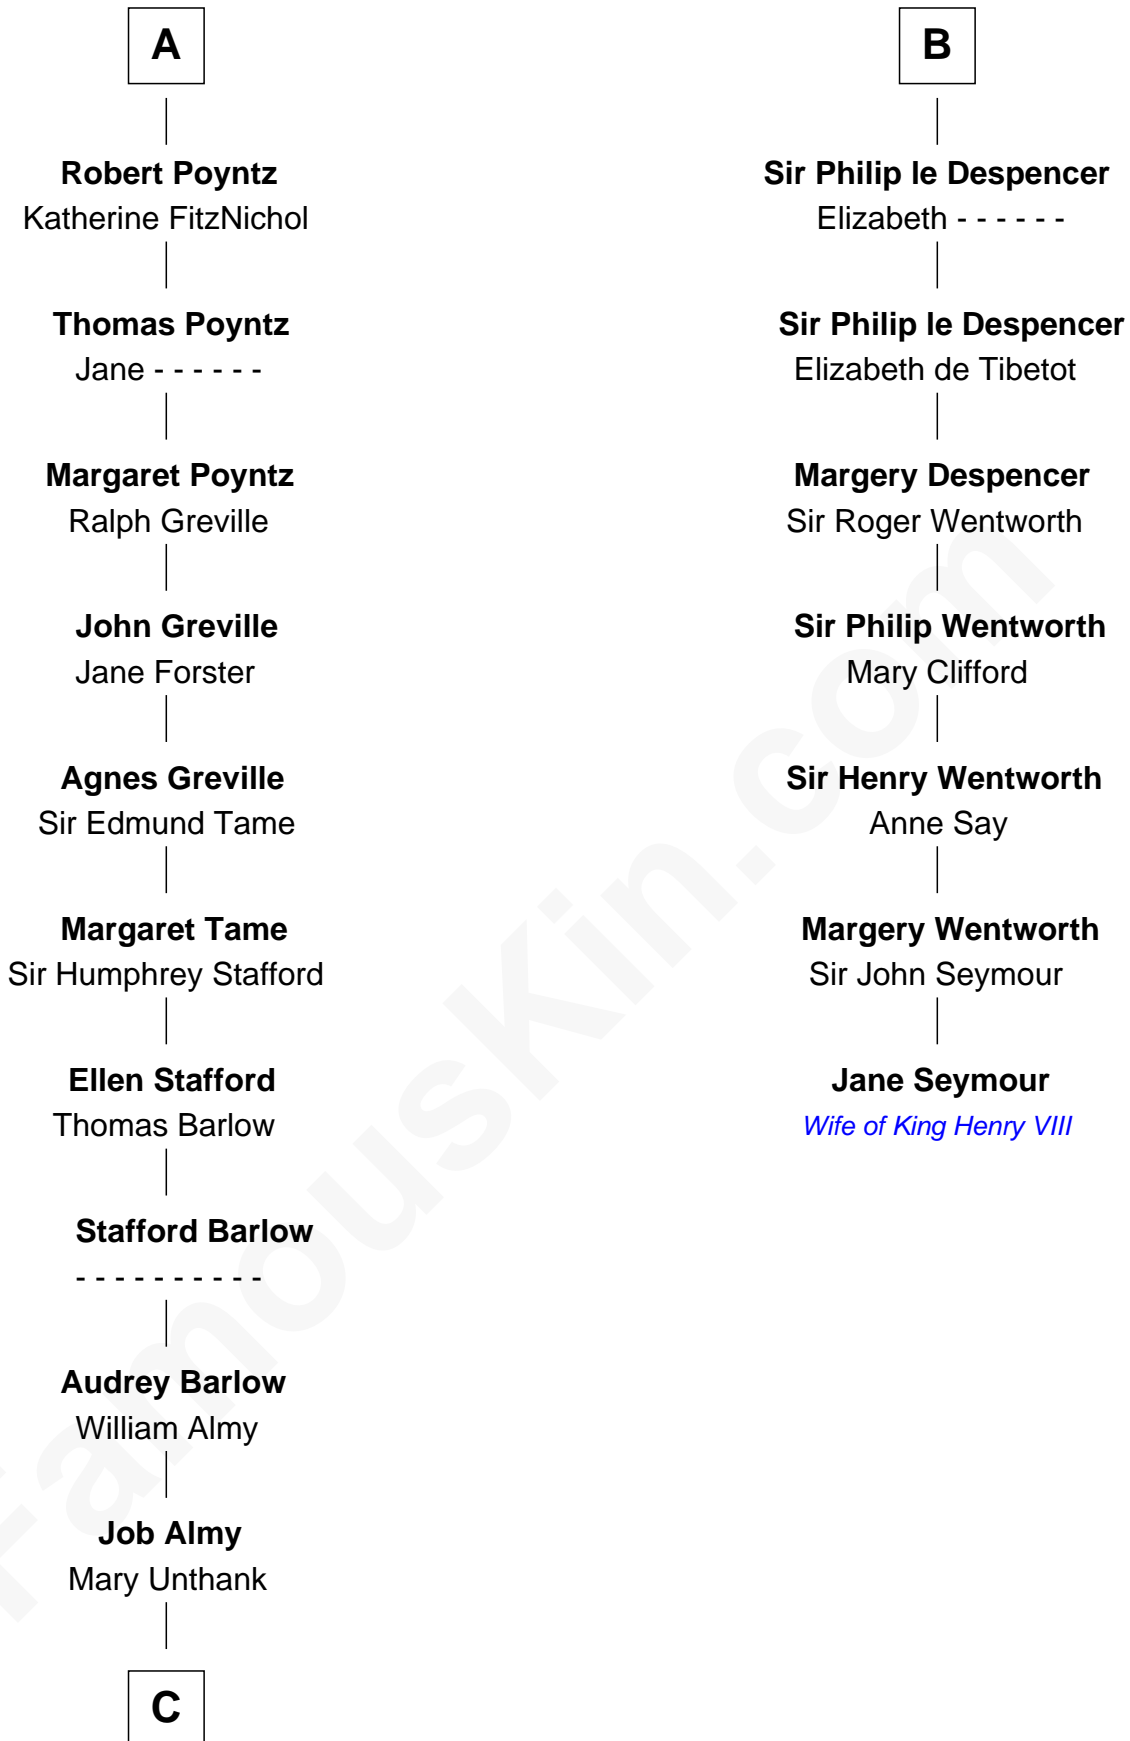 A
Robert Poyntz
Katherine FitzNichol
Thomas Poyntz
Jane - - - - - -
Margaret Poyntz
Ralph Greville
John Greville
Jane Forster
Agnes Greville
Sir Edmund Tame
Margaret Tame
Sir Humphrey Stafford
Ellen Stafford
Thomas Barlow
Stafford Barlow
- - - - - - - - - -
Audrey Barlow
William Almy
Job Almy
Mary Unthank
C
B
Sir Philip le Despencer
Elizabeth - - - - - -
Sir Philip le Despencer
Elizabeth de Tibetot
Margery Despencer
Sir Roger Wentworth
Sir Philip Wentworth
Mary Clifford
Sir Henry Wentworth
Anne Say
Margery Wentworth
Sir John Seymour
Jane Seymour
Wife of King Henry VIII
FamousKin.com